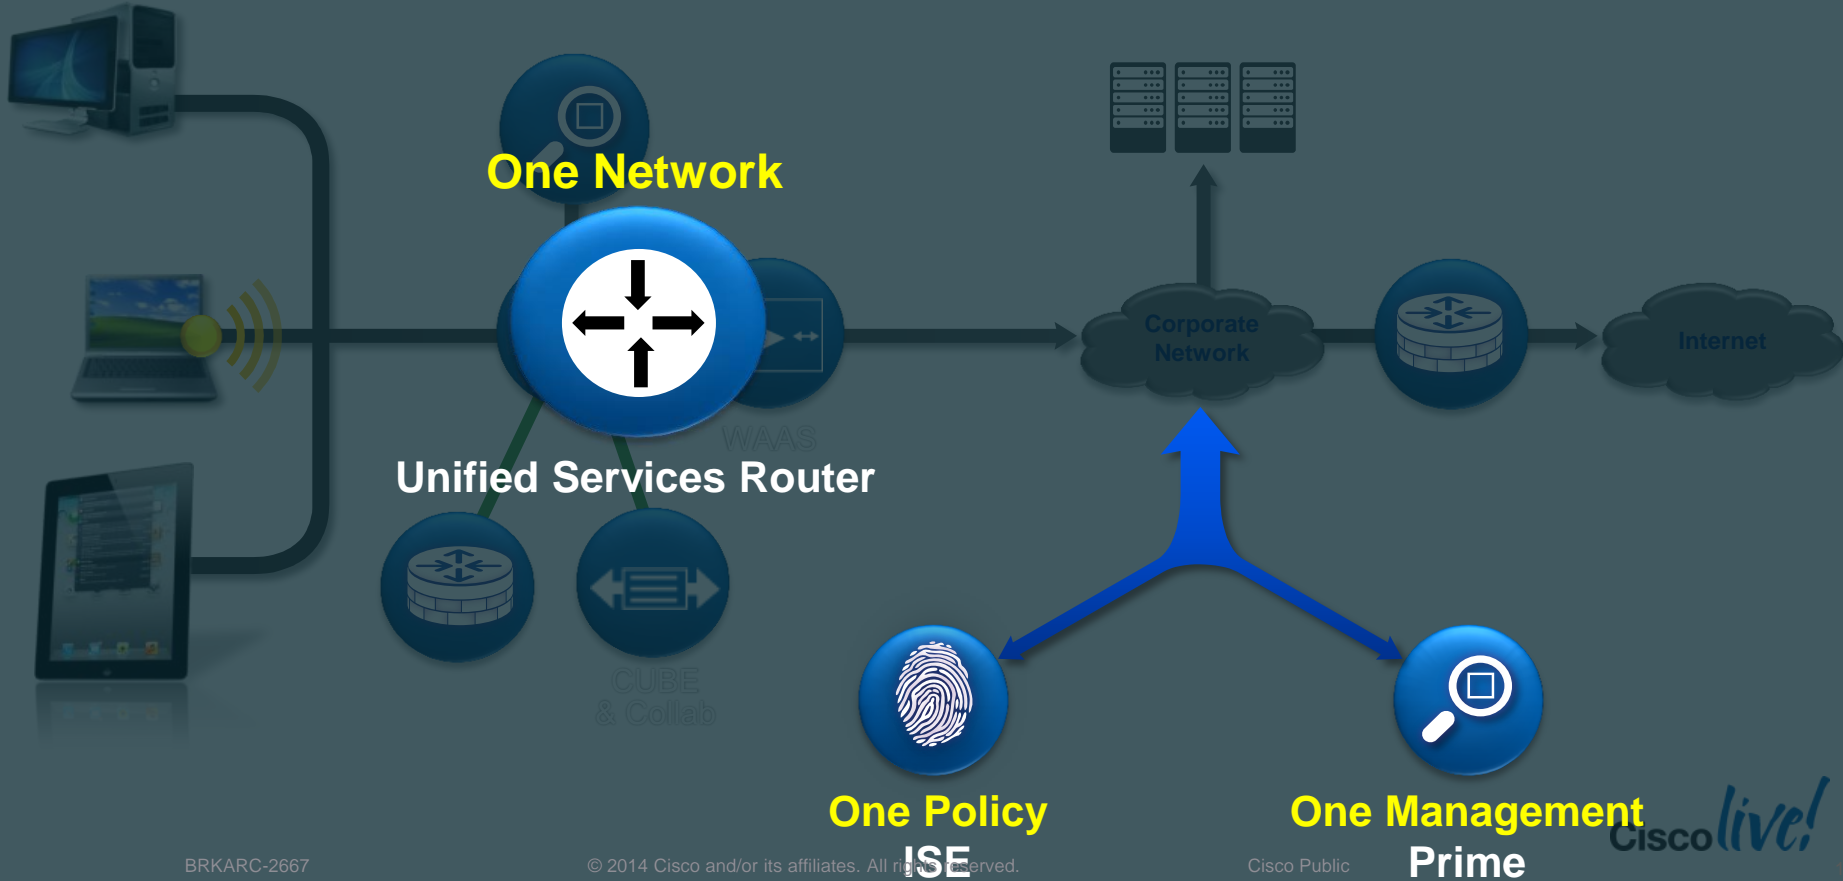 One Network
Corporate
Network
Internet
WAAS
Unified Services Router
CUBE
& Collab
One Policy
ISE
One Management
Prime
Cisco live!
BRKARC-2667
© 2014 Cisco and/or its affiliates. All rights reserved.
Cisco Public